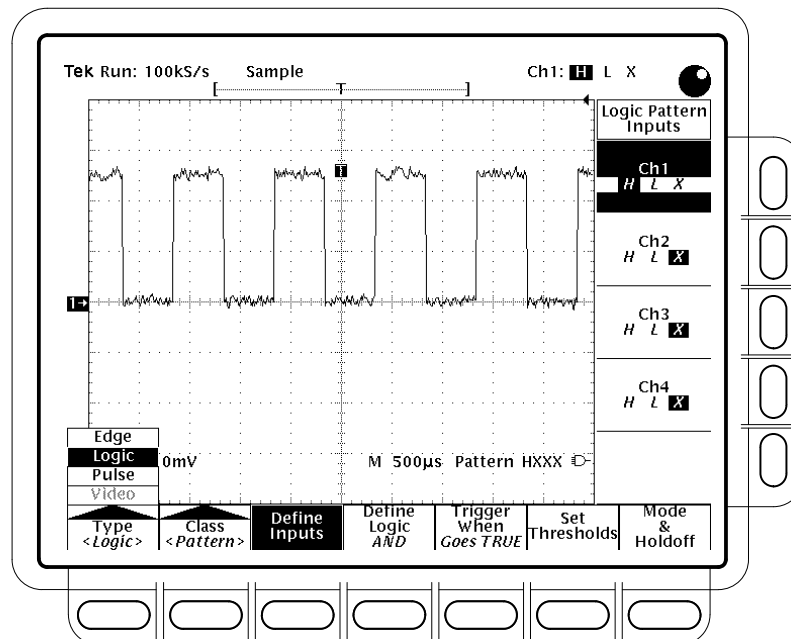 Tek Run: 100kS/s Sample Ch1: H L X
T
Logic Pattern
Inputs
Ch1
H L X
T
Ch2
H L X
1
Ch3
H L X
Ch4
H L X
Edge
Logic
Pulse
Video
0mV M 500µs Pattern HXXX
Type
<Logic>
Class
<Pattern>
Define
Inputs
Define
Logic
AND
Trigger
When
Goes TRUE
Set
Thresholds
Mode
&
Holdoff